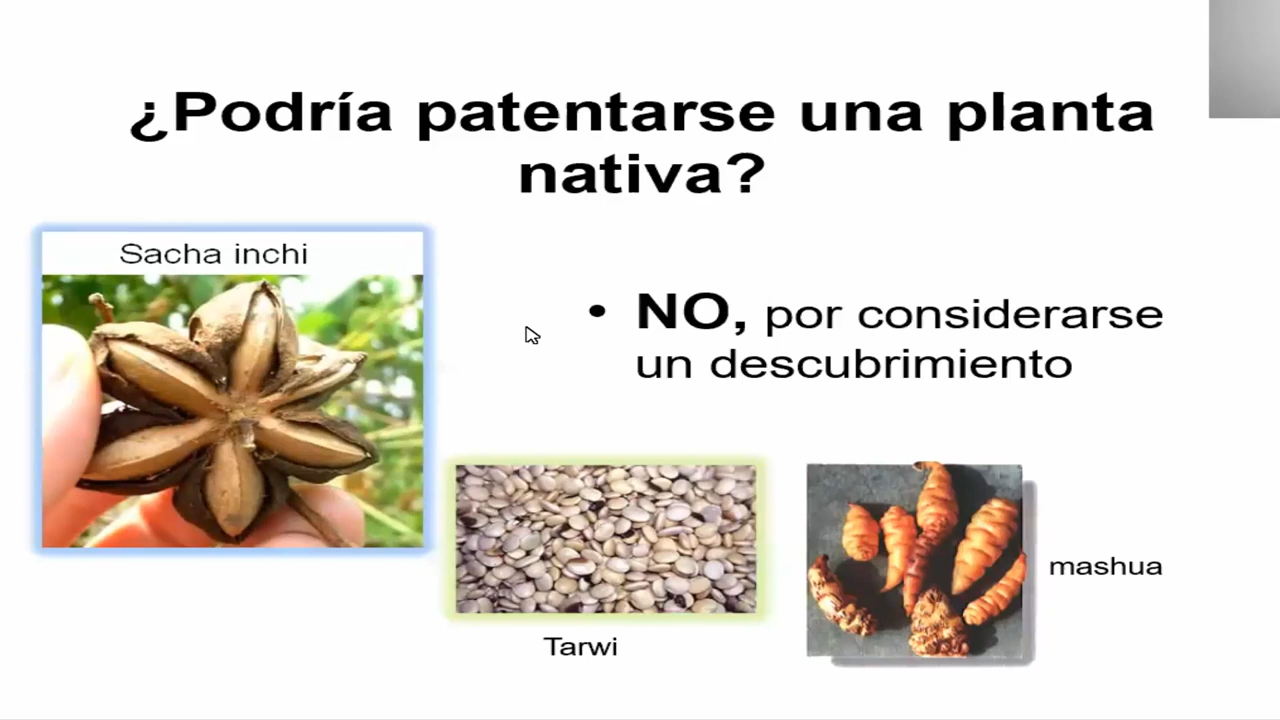 ¿Podría patentarse una planta
nativa?
Sacha inchi
• NO, por considerarse
un descubrimiento
mashua
Tarwi